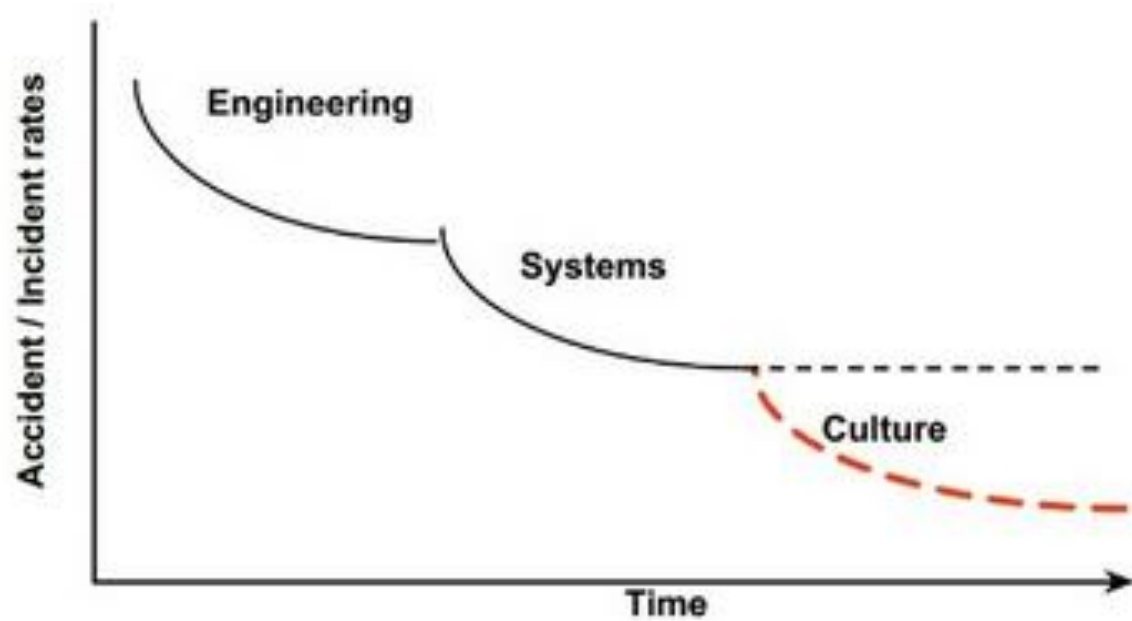 Accident / Incident rates
Engineering
Systems
Culture
Time